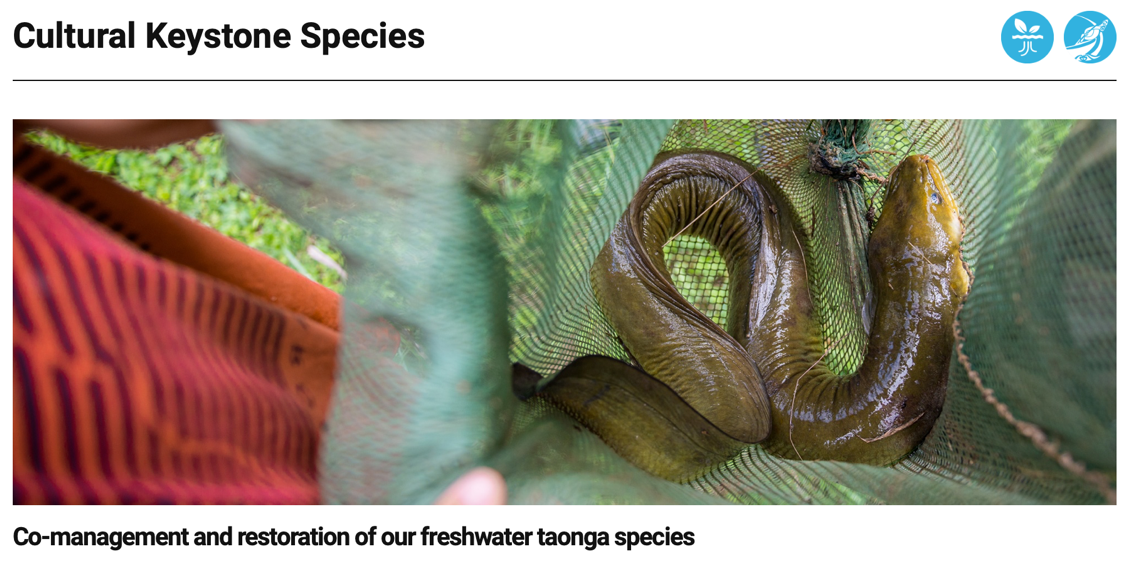 Cultural Keystone Species
Co-management and restoration of our freshwater taonga species